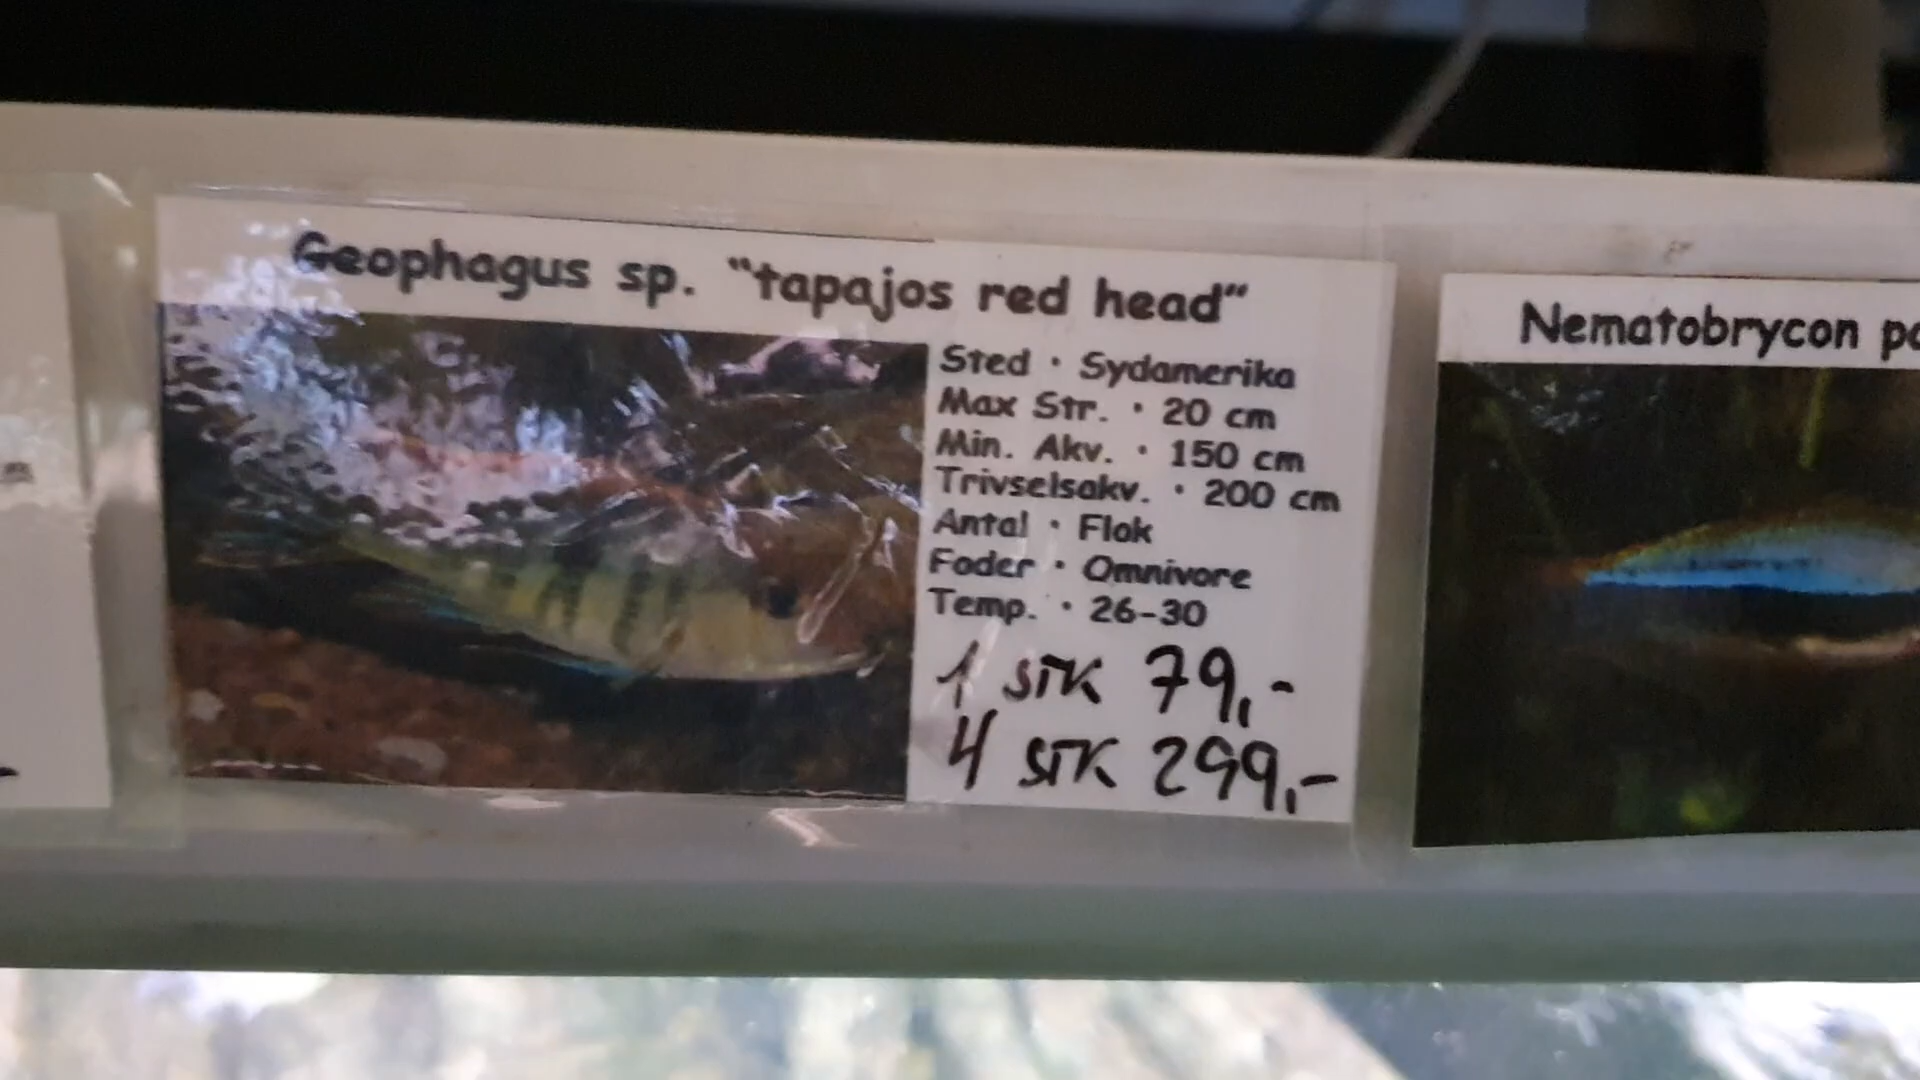 Geophagus sp. "tapajos red head"
Sted · Sydamerika
Max Str. · 20 cm
Min. Akv. · 150 cm
Trivselsakv. · 200 cm
Antal · Flok
Foder · Omnivore
Temp. · 26-30
1 STK 79,-
4 STK 299,-
Nematobrycon